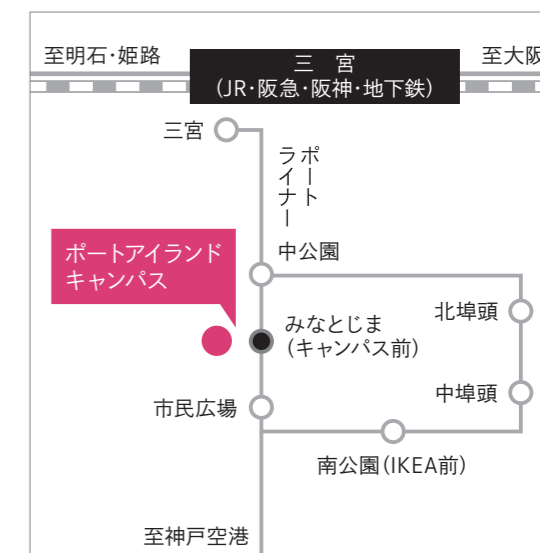 至明石・姫路
三 宮
(JR・阪急・阪神・地下鉄)
至大阪
三宮
ポート
ライナー
ポートアイランド
キャンパス
中公園
北埠頭
みなとじま
(キャンパス前)
中埠頭
市民広場
南公園(IKEA前)
至神戸空港